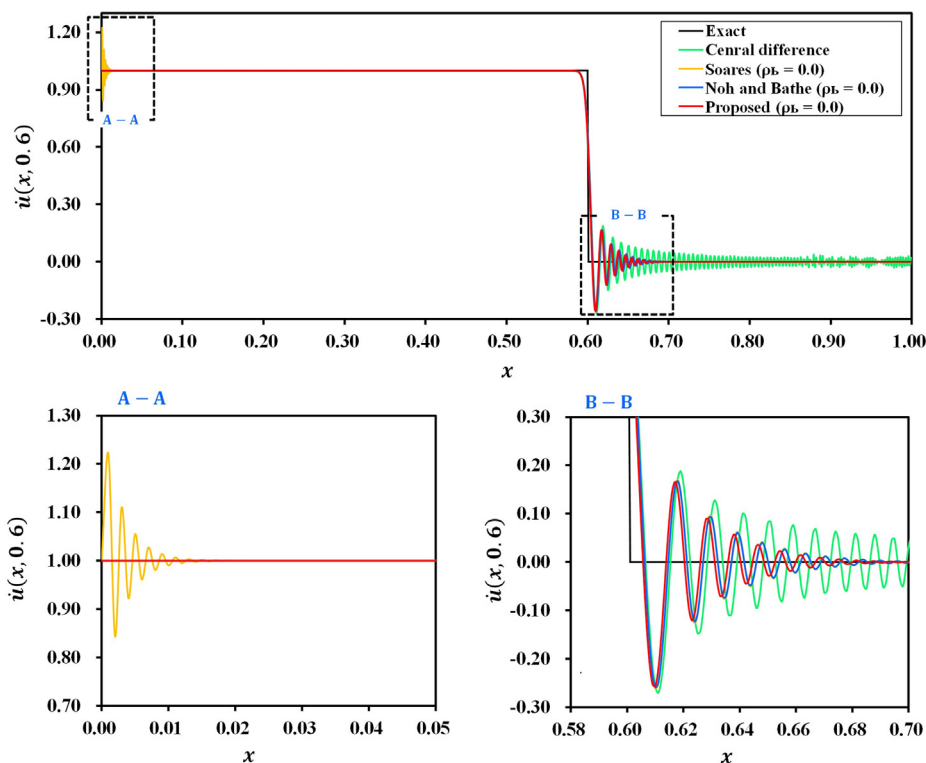 1.20
0.90
0.60
0.30
0.00
-0.30
u̇(x, 0.6)
A – A
B – B
Exact
Cenral difference
Soares (ρь = 0.0)
Noh and Bathe (ρь = 0.0)
Proposed (ρь = 0.0)
0.00 0.10 0.20 0.30 0.40 0.50 0.60 0.70 0.80 0.90 1.00
x
A – A
1.30
1.20
1.10
1.00
0.90
0.80
0.70
u̇(x, 0.6)
0.00 0.01 0.02 0.03 0.04 0.05
x
B – B
0.30
0.20
0.10
0.00
-0.10
-0.20
-0.30
u̇(x, 0.6)
0.58 0.60 0.62 0.64 0.66 0.68 0.70
x